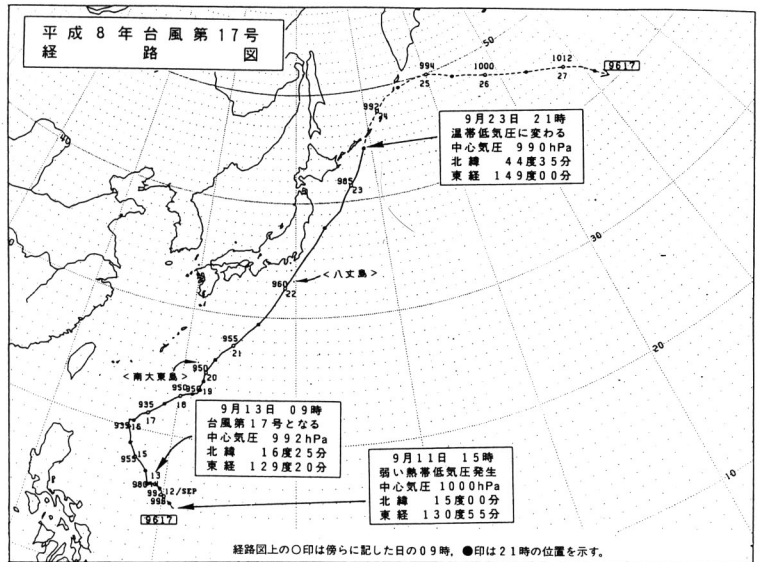 平成8年台風第17号
経路図
50
994
25
1000
26
1012
27
9617
992
24
9月23日 21時
温帯低気圧に変わる
中心気圧 990hPa
北緯 44度35分
東経 149度00分
40
985
23
30
<八丈島>
960
22
955
21
20
950
20
<南大東島>
950
950
19
18
935
17
935
16
9月13日 09時
台風第17号となる
中心気圧 992hPa
北緯 16度25分
東経 129度20分
955
15
9月11日 15時
弱い熱帯低気圧発生
中心気圧 1000hPa
北緯 15度00分
東経 130度55分
10
13
980
992
12/SEP
998
9617
経路図上の○印は傍らに記した日の09時, ●印は21時の位置を示す。